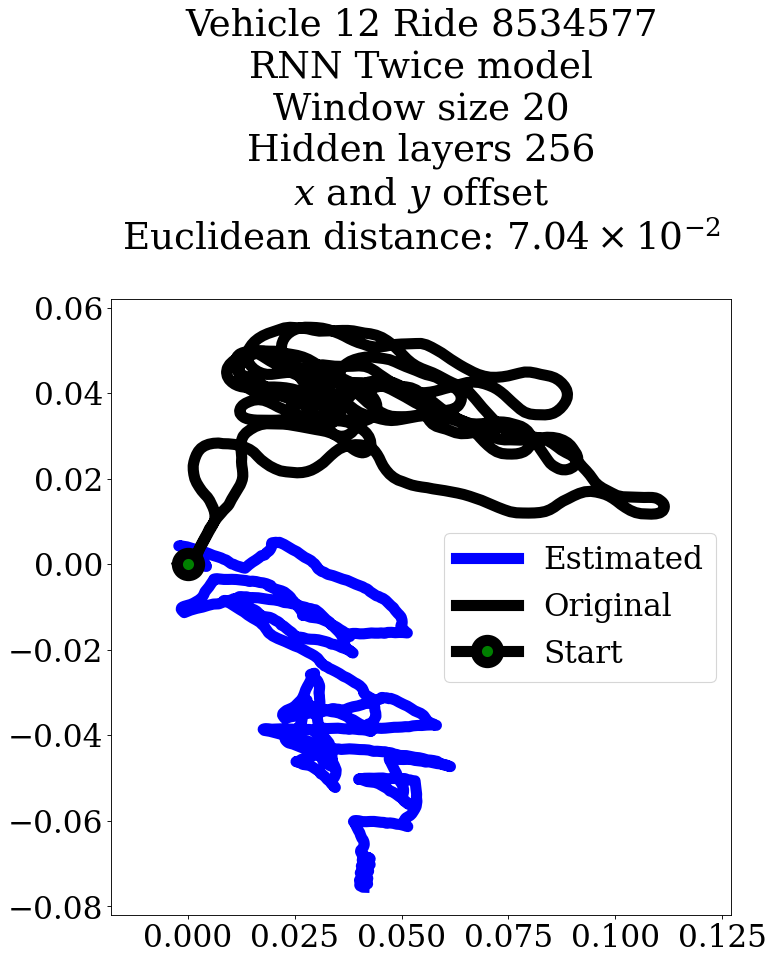 Vehicle 12 Ride 8534577
RNN Twice model
Window size 20
Hidden layers 256
x and y offset
Euclidean distance: 7.04 × 10⁻²
0.06
0.04
0.02
0.00
−0.02
−0.04
−0.06
−0.08
Estimated
Original
Start
0.000 0.025 0.050 0.075 0.100 0.125